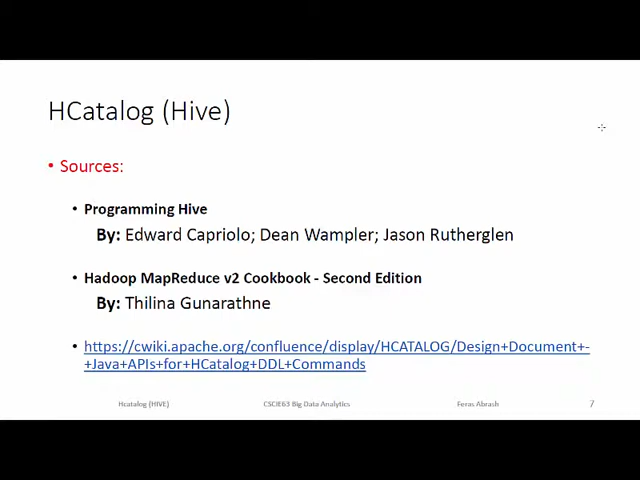 HCatalog (Hive)
• Sources:
• Programming Hive
By: Edward Capriolo; Dean Wampler; Jason Rutherglen
• Hadoop MapReduce v2 Cookbook - Second Edition
By: Thilina Gunarathne
• https://cwiki.apache.org/confluence/display/HCATALOG/Design+Document+-
+Java+APIs+for+HCatalog+DDL+Commands
Hcatalog (HIVE) CSCIE63 Big Data Analytics Feras Abrash 7